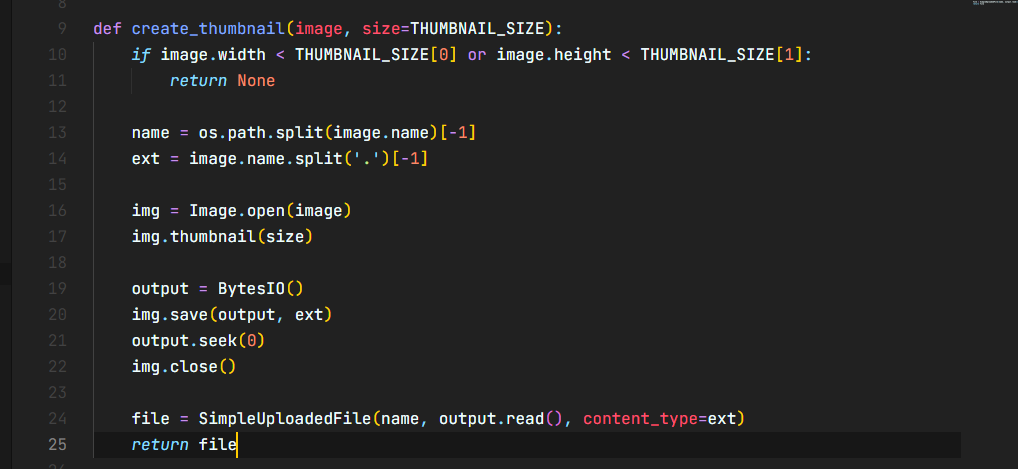 8
9 def create_thumbnail(image, size=THUMBNAIL_SIZE):
10     if image.width < THUMBNAIL_SIZE[0] or image.height < THUMBNAIL_SIZE[1]:
11         return None
12
13     name = os.path.split(image.name)[-1]
14     ext = image.name.split('.')[-1]
15
16     img = Image.open(image)
17     img.thumbnail(size)
18
19     output = BytesIO()
20     img.save(output, ext)
21     output.seek(0)
22     img.close()
23
24     file = SimpleUploadedFile(name, output.read(), content_type=ext)
25     return file